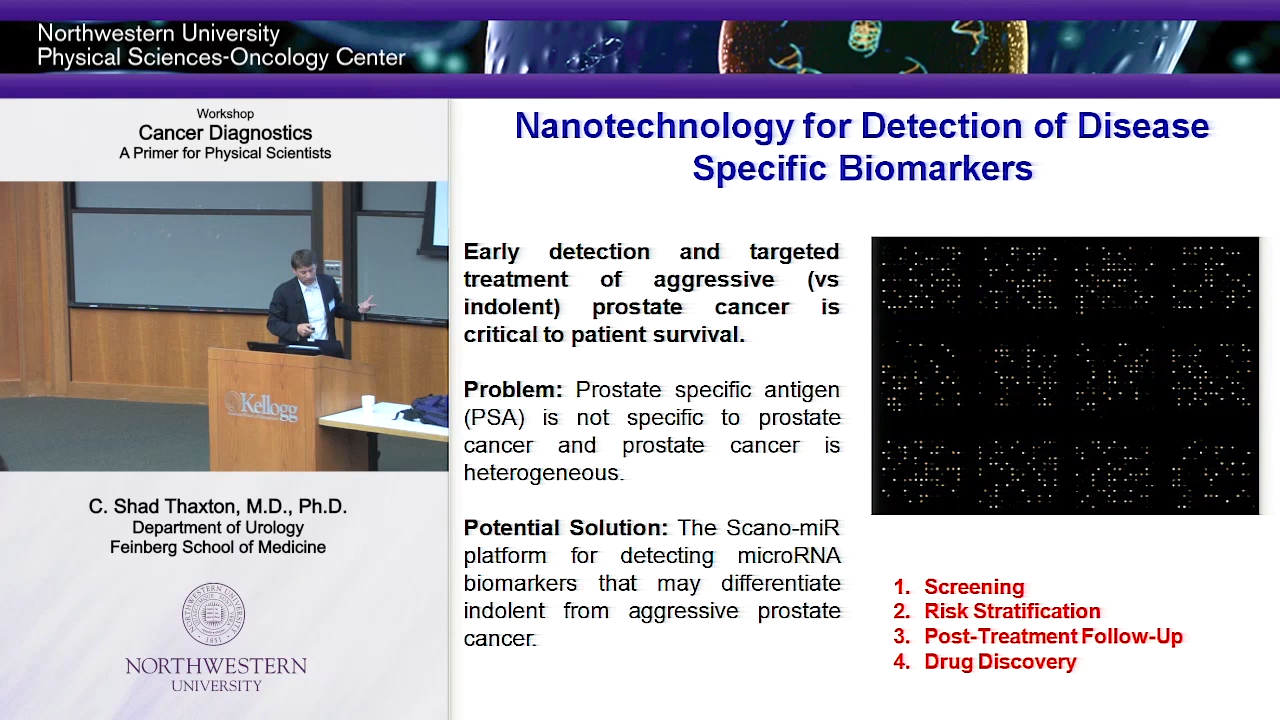 Northwestern University
Physical Sciences-Oncology Center
Workshop
Cancer Diagnostics
A Primer for Physical Scientists
Kellogg
C. Shad Thaxton, M.D., Ph.D.
Department of Urology
Feinberg School of Medicine
1851
NORTHWESTERN
UNIVERSITY
Nanotechnology for Detection of Disease
Specific Biomarkers
Early detection and targeted
treatment of aggressive (vs
indolent) prostate cancer is
critical to patient survival.
Problem: Prostate specific antigen
(PSA) is not specific to prostate
cancer and prostate cancer is
heterogeneous.
Potential Solution: The Scano-miR
platform for detecting microRNA
biomarkers that may differentiate
indolent from aggressive prostate
cancer.
1. Screening
2. Risk Stratification
3. Post-Treatment Follow-Up
4. Drug Discovery